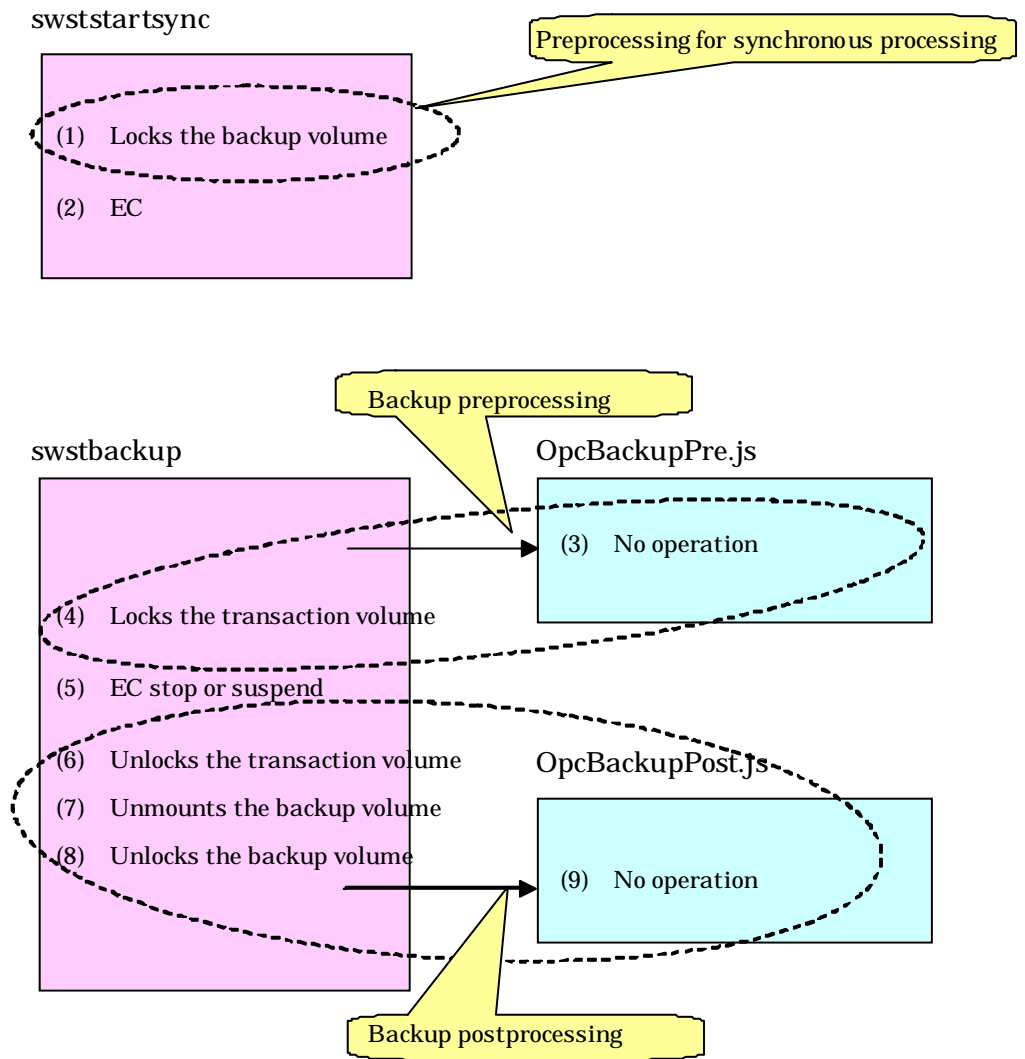 swststartsync
Preprocessing for synchronous processing
(1) Locks the backup volume
(2) EC
Backup preprocessing
swstbackup
OpcBackupPre.js
(3) No operation
(4) Locks the transaction volume
(5) EC stop or suspend
(6) Unlocks the transaction volume
OpcBackupPost.js
(7) Unmounts the backup volume
(8) Unlocks the backup volume
(9) No operation
Backup postprocessing